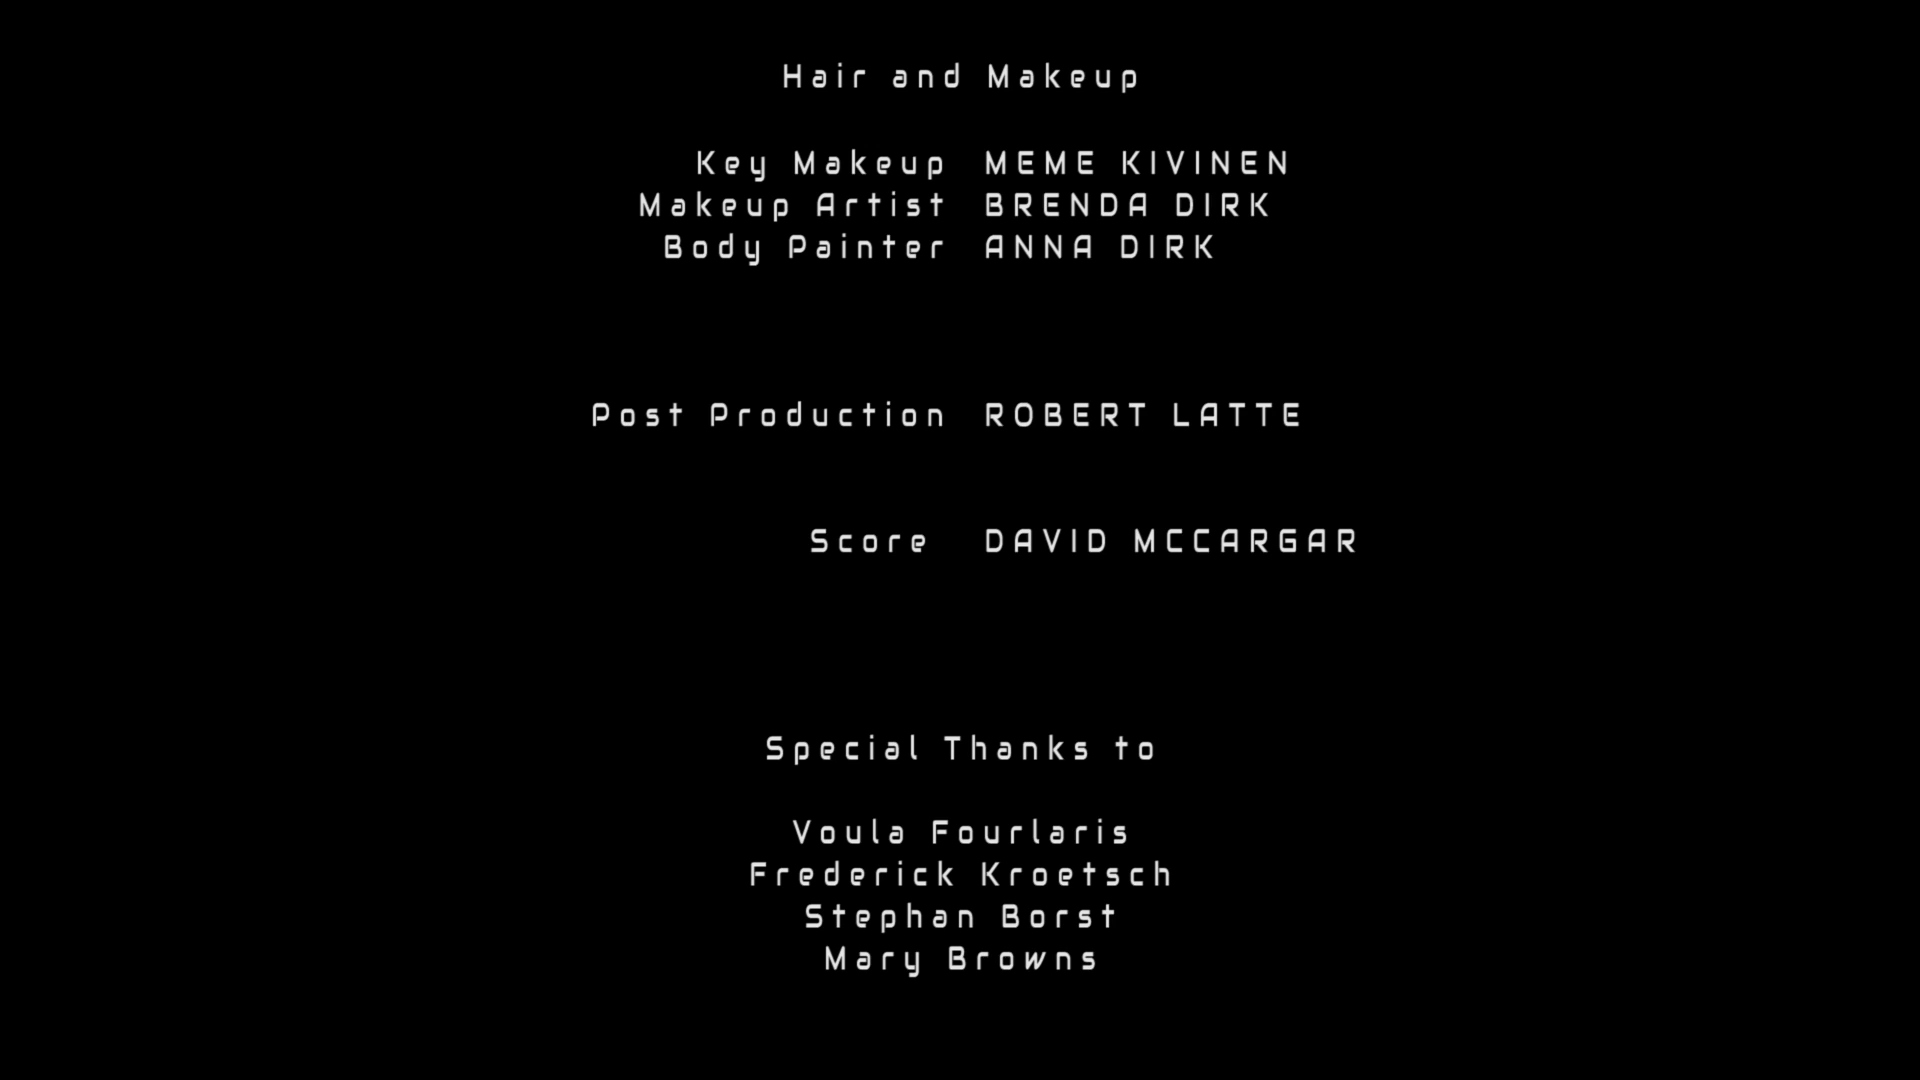 Hair and Makeup
Key Makeup MEME KIVINEN
Makeup Artist BRENDA DIRK
Body Painter ANNA DIRK
Post Production ROBERT LATTE
Score DAVID MCCARGAR
Special Thanks to
Voula Fourlaris
Frederick Kroetsch
Stephan Borst
Mary Browns